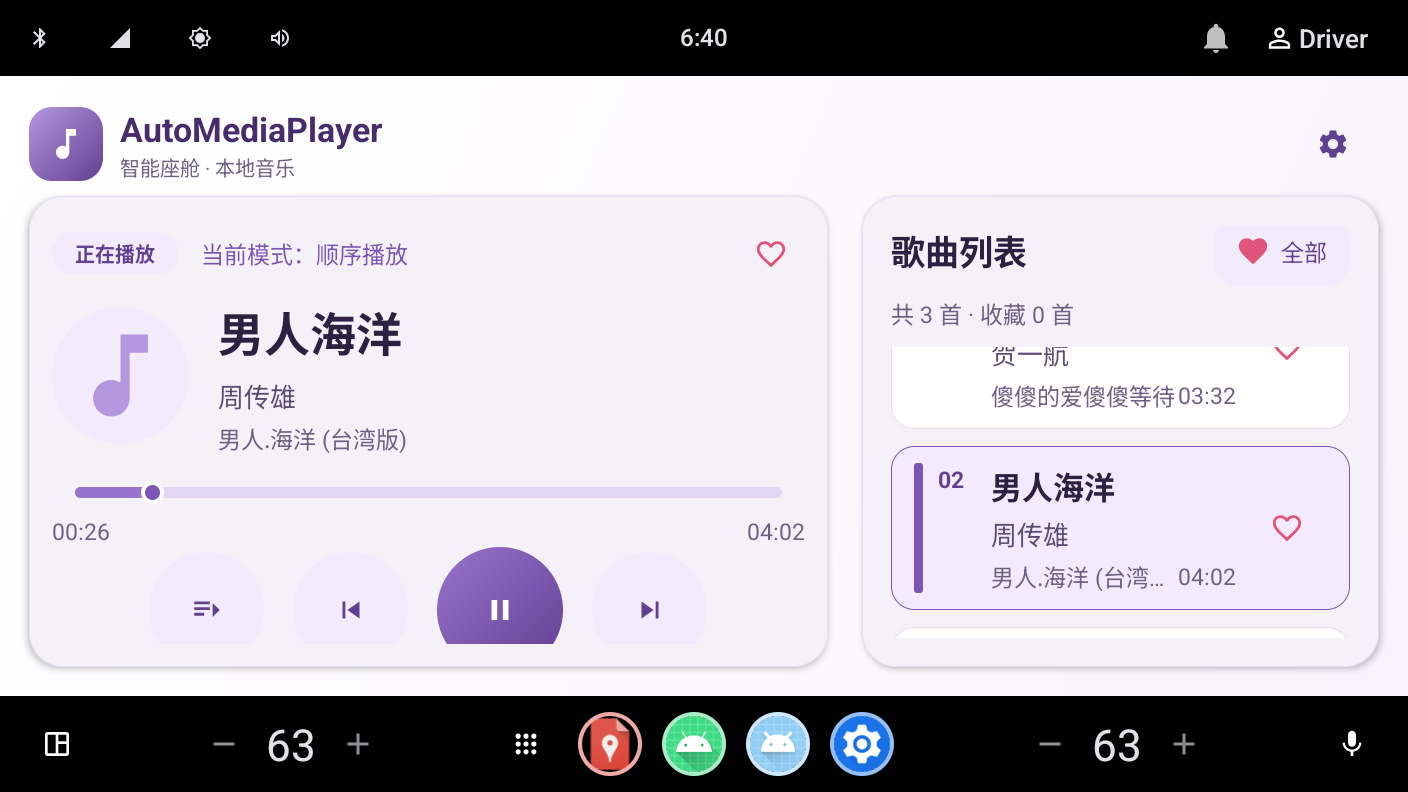 6:40
Driver
AutoMediaPlayer
智能座舱 · 本地音乐
正在播放
当前模式：顺序播放
男人海洋
周传雄
男人.海洋 (台湾版)
00:26
04:02
歌曲列表
全部
共 3 首 · 收藏 0 首
贺一航
傻傻的爱傻傻等待 03:32
02
男人海洋
周传雄
男人.海洋 (台湾... 04:02
63
63